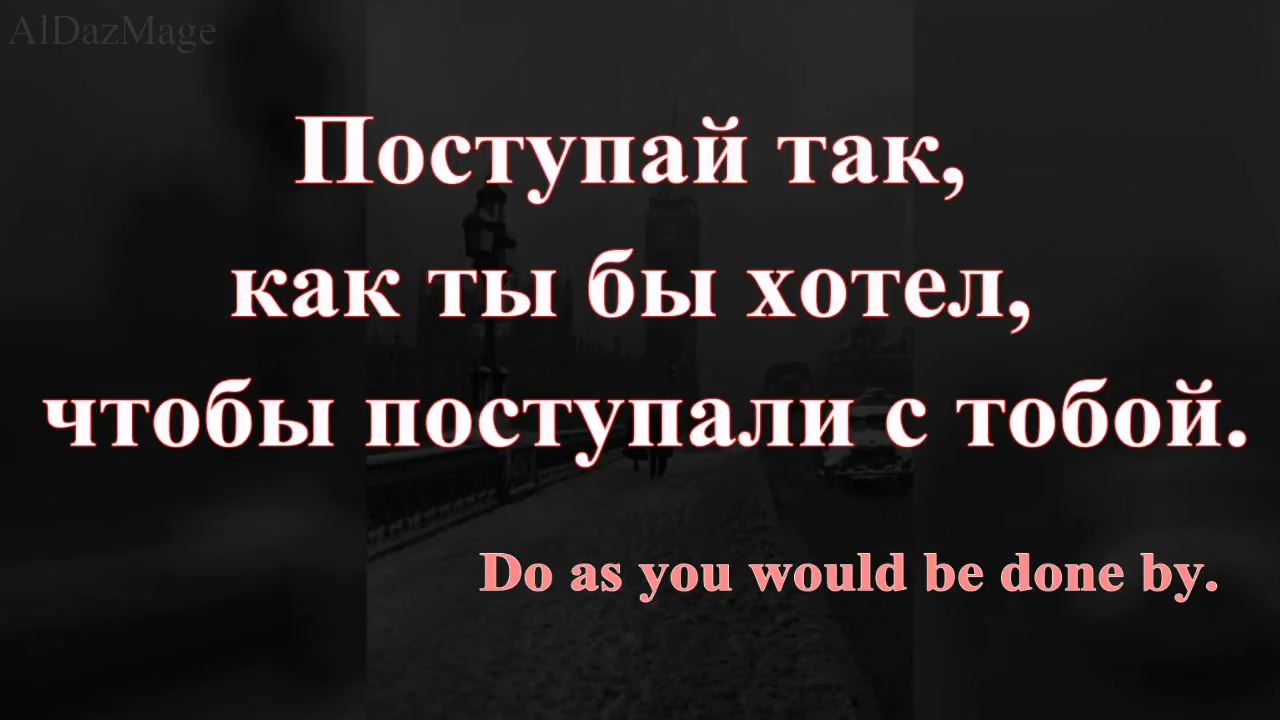 AlDazMage
Поступай так,
как ты бы хотел,
чтобы поступали с тобой.
Do as you would be done by.